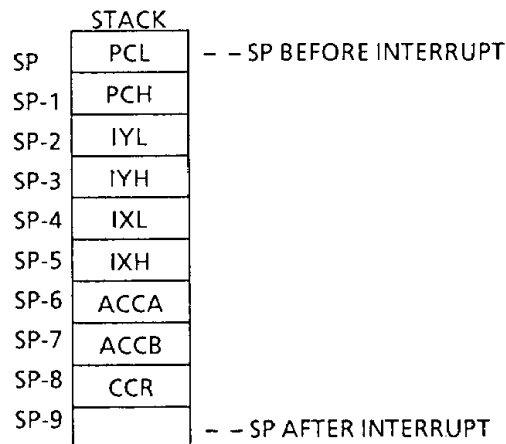 STACK
SP PCL – – SP BEFORE INTERRUPT
SP-1 PCH
SP-2 IYL
SP-3 IYH
SP-4 IXL
SP-5 IXH
SP-6 ACCA
SP-7 ACCB
SP-8 CCR
SP-9 – – SP AFTER INTERRUPT